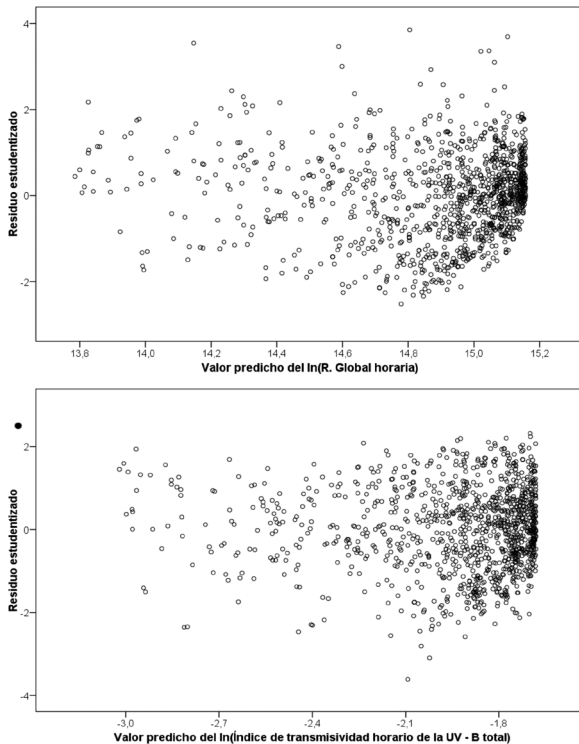 4
2
0
-2
Residuo estudentizado
13,8 14,0 14,2 14,4 14,6 14,8 15,0 15,2
Valor predicho del ln(R. Global horaria)
2
0
-2
-4
Residuo estudentizado
-3,0 -2,7 -2,4 -2,1 -1,8
Valor predicho del ln(Índice de transmisividad horario de la UV - B total)